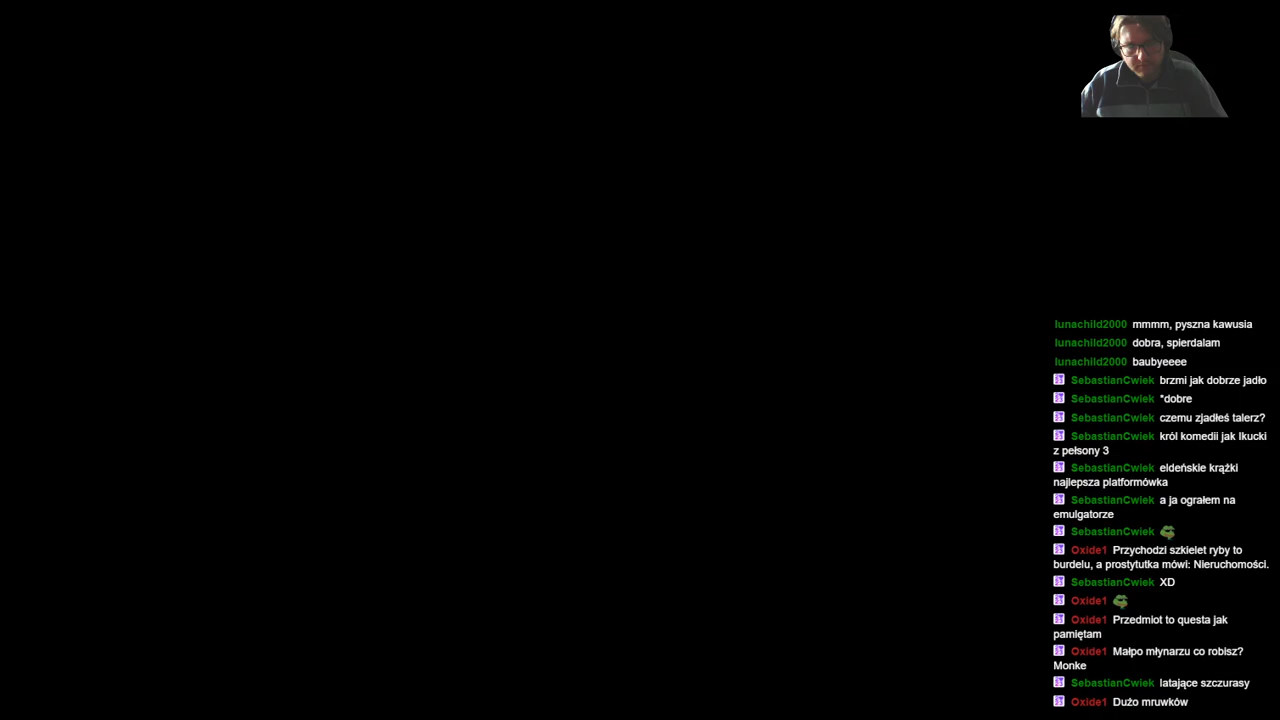 lunachild2000 mmmm, pyszna kawusia
lunachild2000 dobra, spierdalam
lunachild2000 baubyeeee
SebastianCwiek brzmi jak dobrze jadło
SebastianCwiek *dobre
SebastianCwiek czemu zjadłeś talerz?
SebastianCwiek król komedii jak Ikucki
z pełsony 3
SebastianCwiek eldeńskie krążki
najlepsza platformówka
SebastianCwiek a ja ograłem na
emulgatorze
SebastianCwiek
Oxide1 Przychodzi szkielet ryby to
burdelu, a prostytutka mówi: Nieruchomości.
SebastianCwiek XD
Oxide1
Oxide1 Przedmiot to questa jak
pamiętam
Oxide1 Małpo młynarzu co robisz?
Monke
SebastianCwiek latające szczurasy
Oxide1 Dużo mruwków